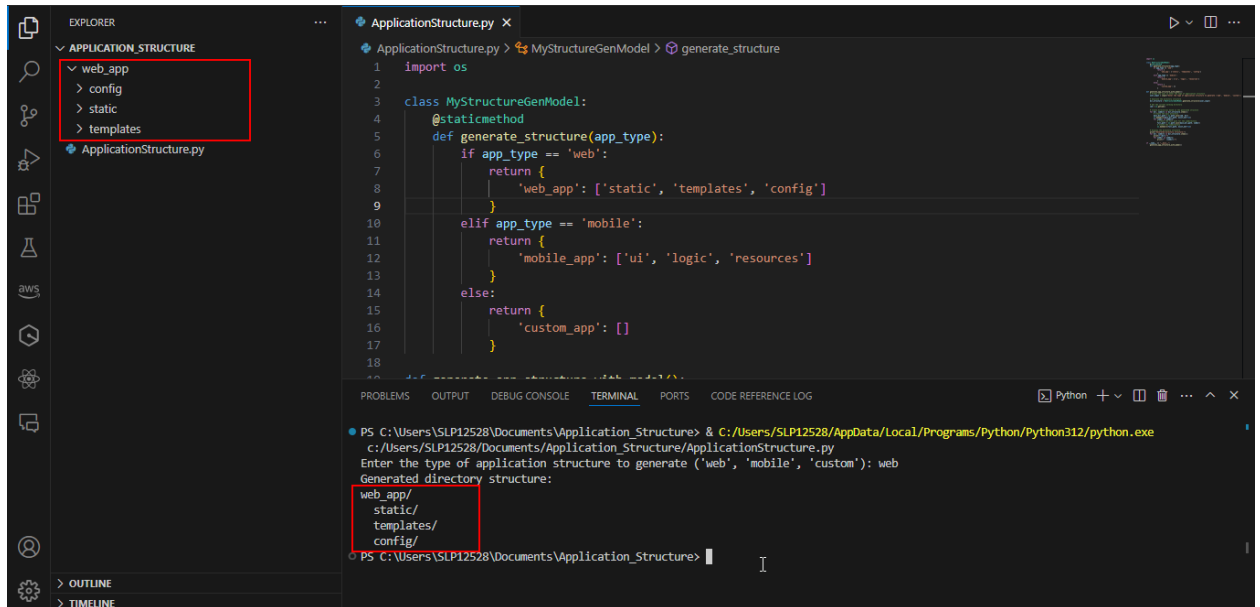 EXPLORER
APPLICATION_STRUCTURE
web_app
config
static
templates
ApplicationStructure.py
OUTLINE
TIMELINE
aws
ApplicationStructure.py
ApplicationStructure.py > MyStructureGenModel > generate_structure
1 import os
2
3 class MyStructureGenModel:
4 @staticmethod
5 def generate_structure(app_type):
6 if app_type == 'web':
7 return {
8 'web_app': ['static', 'templates', 'config']
9 }
10 elif app_type == 'mobile':
11 return {
12 'mobile_app': ['ui', 'logic', 'resources']
13 }
14 else:
15 return {
16 'custom_app': []
17 }
18
PROBLEMS OUTPUT DEBUG CONSOLE TERMINAL PORTS CODE REFERENCE LOG Python
PS C:\Users\SLP12528\Documents\Application_Structure> & C:/Users/SLP12528/AppData/Local/Programs/Python/Python312/python.exe
c:/Users/SLP12528/Documents/Application_Structure/ApplicationStructure.py
Enter the type of application structure to generate ('web', 'mobile', 'custom'): web
Generated directory structure:
web_app/
static/
templates/
config/
PS C:\Users\SLP12528\Documents\Application_Structure>